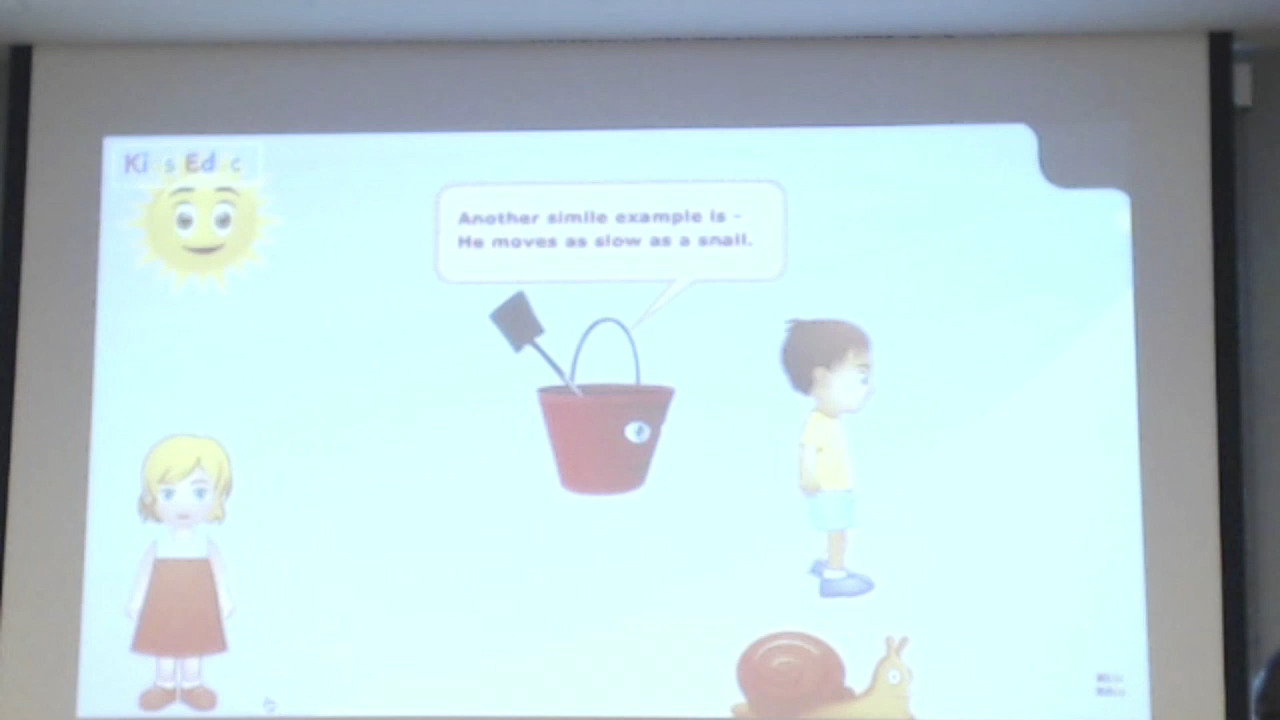 Another simile example is -
He moves as slow as a snail.